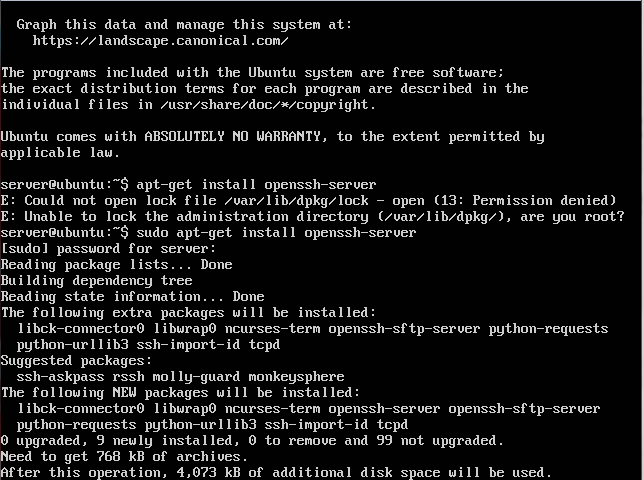 Graph this data and manage this system at:
https://landscape.canonical.com/
The programs included with the Ubuntu system are free software;
the exact distribution terms for each program are described in the
individual files in /usr/share/doc/*/copyright.
Ubuntu comes with ABSOLUTELY NO WARRANTY, to the extent permitted by
applicable law.
server@ubuntu:~$ apt-get install openssh-server
E: Could not open lock file /var/lib/dpkg/lock - open (13: Permission denied)
E: Unable to lock the administration directory (/var/lib/dpkg/), are you root?
server@ubuntu:~$ sudo apt-get install openssh-server
[sudo] password for server:
Reading package lists... Done
Building dependency tree
Reading state information... Done
The following extra packages will be installed:
libck-connector0 libwrap0 ncurses-term openssh-sftp-server python-requests
python-urllib3 ssh-import-id tcpd
Suggested packages:
ssh-askpass rssh molly-guard monkeysphere
The following NEW packages will be installed:
libck-connector0 libwrap0 ncurses-term openssh-server openssh-sftp-server
python-requests python-urllib3 ssh-import-id tcpd
0 upgraded, 9 newly installed, 0 to remove and 99 not upgraded.
Need to get 768 kB of archives.
After this operation, 4,073 kB of additional disk space will be used.